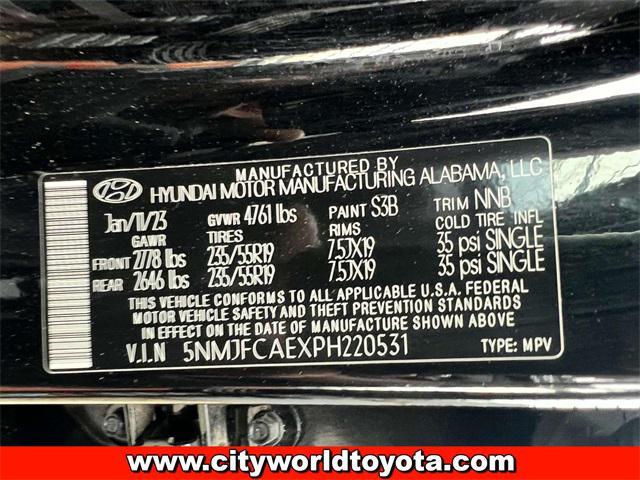 MANUFACTURED BY
HYUNDAI MOTOR MANUFACTURING ALABAMA, LLC
Jan/11/23 GVWR 4761 lbs PAINT S3B TRIM NNB
GAWR TIRES RIMS COLD TIRE INFL
FRONT 2778 lbs 235/55R19 7.5JX19 35 psi SINGLE
REAR 2646 lbs 235/55R19 7.5JX19 35 psi SINGLE
THIS VEHICLE CONFORMS TO ALL APPLICABLE U.S.A. FEDERAL
MOTOR VEHICLE SAFETY AND THEFT PREVENTION STANDARDS
IN EFFECT ON THE DATE OF MANUFACTURE SHOWN ABOVE.
V.I.N 5NMJFCAEXPH220531 TYPE: MPV
www.cityworldtoyota.com